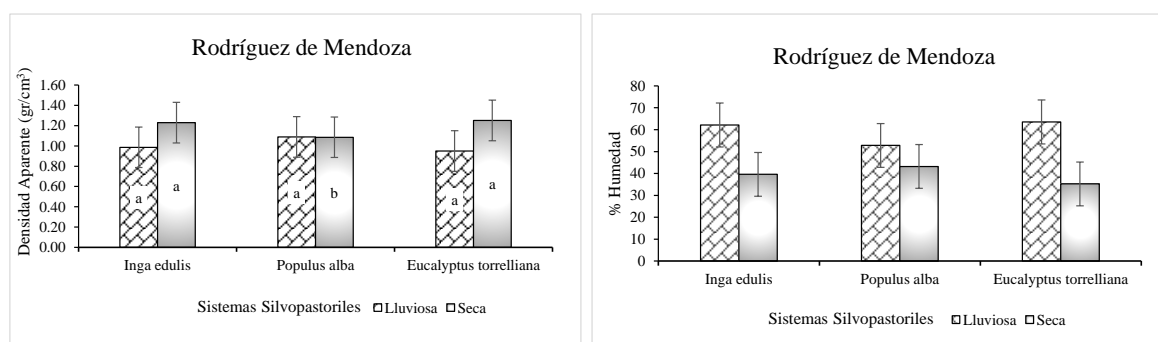 Rodríguez de Mendoza
Densidad Aparente (gr/cm³)
1.60
1.40
1.20
1.00
0.80
0.60
0.40
0.20
0.00
a
a
a
b
a
a
Inga edulis
Populus alba
Eucalyptus torrelliana
Sistemas Silvopastoriles Lluviosa Seca
Rodríguez de Mendoza
% Humedad
80
70
60
50
40
30
20
10
0
Inga edulis
Populus alba
Eucalyptus torrelliana
Sistemas Silvopastoriles Lluviosa Seca